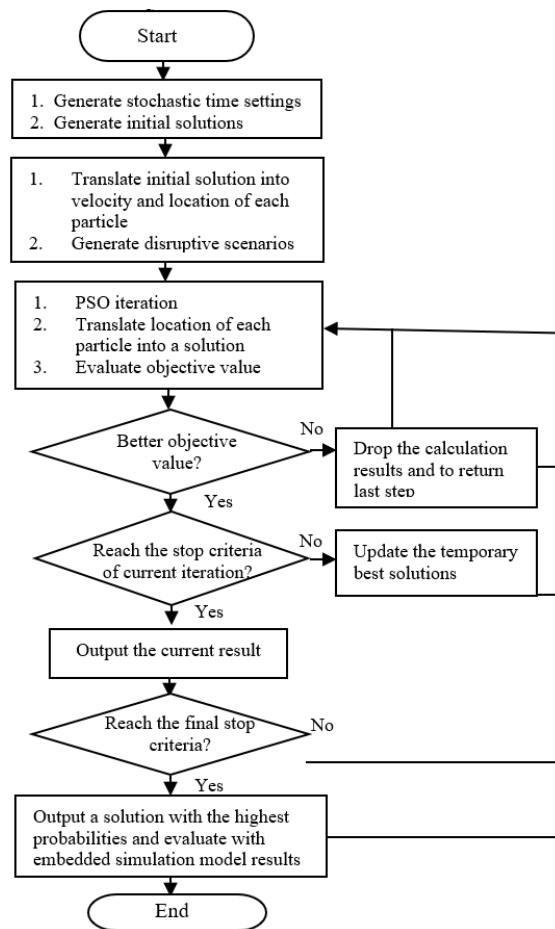 Start
1. Generate stochastic time settings
2. Generate initial solutions
1. Translate initial solution into
velocity and location of each
particle
2. Generate disruptive scenarios
1. PSO iteration
2. Translate location of each
particle into a solution
3. Evaluate objective value
Better objective
value?
No
Drop the calculation
results and to return
last step
Yes
Reach the stop criteria
of current iteration?
No
Update the temporary
best solutions
Yes
Output the current result
Reach the final stop
criteria?
No
Yes
Output a solution with the highest
probabilities and evaluate with
embedded simulation model results
End